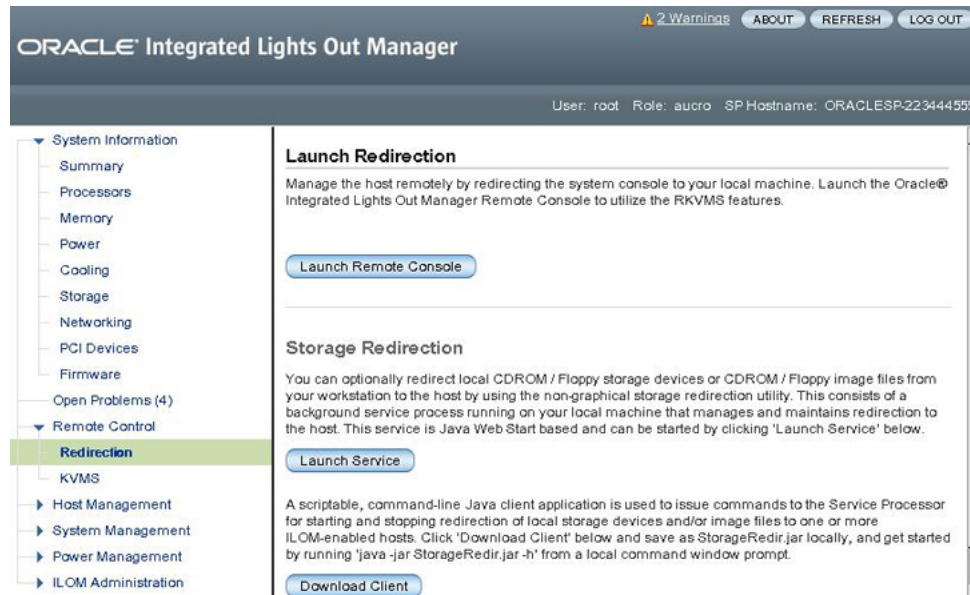 2 Warnings ABOUT REFRESH LOG OUT
ORACLE® Integrated Lights Out Manager
User: root Role: aucro SP Hostname: ORACLESP-223444555
System Information
Summary
Processors
Memory
Power
Cooling
Storage
Networking
PCI Devices
Firmware
Open Problems (4)
Remote Control
Redirection
KVMS
Host Management
System Management
Power Management
ILOM Administration
Launch Redirection
Manage the host remotely by redirecting the system console to your local machine. Launch the Oracle®
Integrated Lights Out Manager Remote Console to utilize the RKVMS features.
Launch Remote Console
Storage Redirection
You can optionally redirect local CDROM / Floppy storage devices or CDROM / Floppy image files from
your workstation to the host by using the non-graphical storage redirection utility. This consists of a
background service process running on your local machine that manages and maintains redirection to
the host. This service is Java Web Start based and can be started by clicking 'Launch Service' below.
Launch Service
A scriptable, command-line Java client application is used to issue commands to the Service Processor
for starting and stopping redirection of local storage devices and/or image files to one or more
ILOM-enabled hosts. Click 'Download Client' below and save as StorageRedir.jar locally, and get started
by running 'java -jar StorageRedir.jar -h' from a local command window prompt.
Download Client